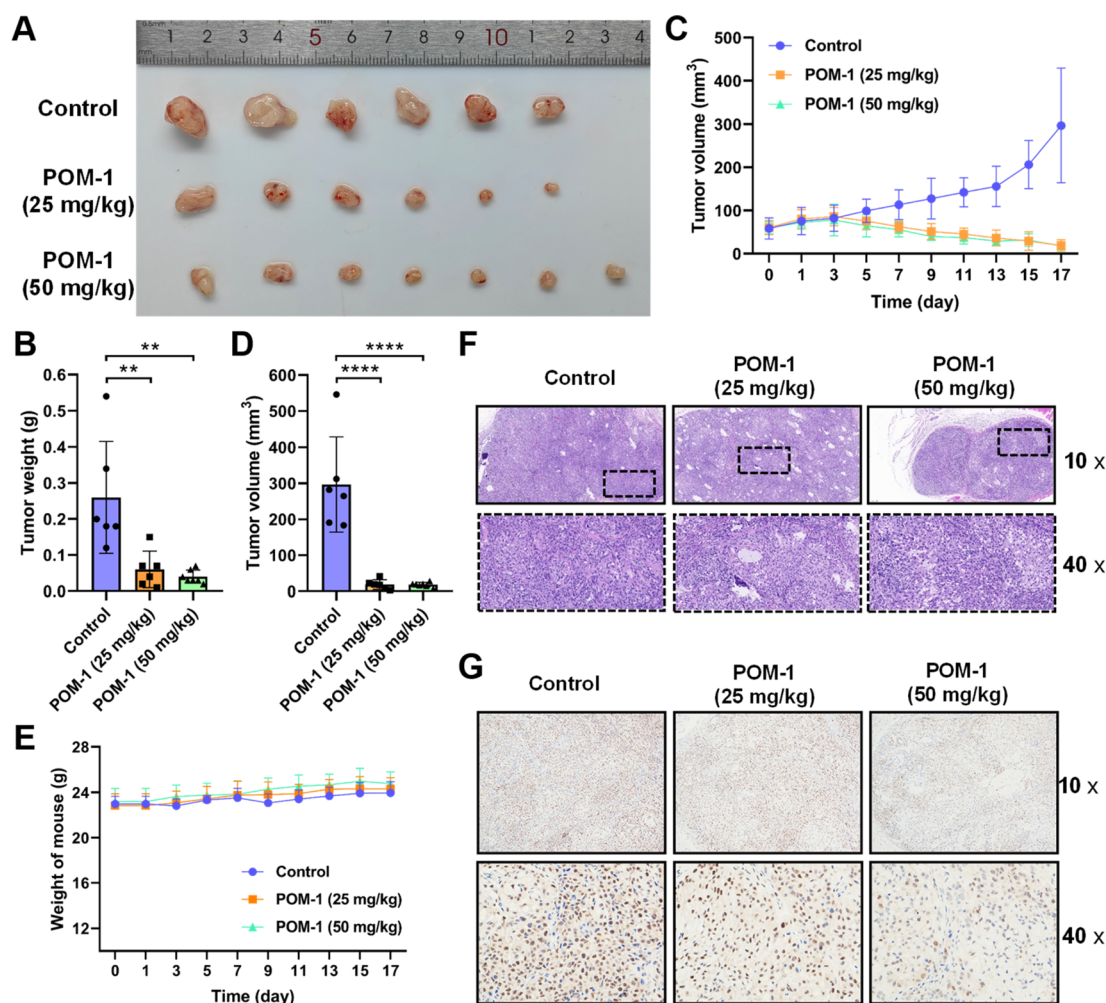 A
0.5mm
mm
1 2 3 4 5 6 7 8 9 10 1 2 3 4
Control
POM-1
(25 mg/kg)
POM-1
(50 mg/kg)
C
Tumor volume (mm³)
500
400
300
200
100
0
Control
POM-1 (25 mg/kg)
POM-1 (50 mg/kg)
0 1 3 5 7 9 11 13 15 17
Time (day)
B
Tumor weight (g)
0.6
0.5
0.4
0.3
0.2
0.1
0.0
**
**
Control
POM-1 (25 mg/kg)
POM-1 (50 mg/kg)
D
Tumor volume (mm³)
600
500
400
300
200
100
0
****
****
Control
POM-1 (25 mg/kg)
POM-1 (50 mg/kg)
F
Control
POM-1
(25 mg/kg)
POM-1
(50 mg/kg)
10 x
40 x
E
Weight of mouse (g)
28
24
20
16
12
Control
POM-1 (25 mg/kg)
POM-1 (50 mg/kg)
0 1 3 5 7 9 11 13 15 17
Time (day)
G
Control
POM-1
(25 mg/kg)
POM-1
(50 mg/kg)
10 x
40 x